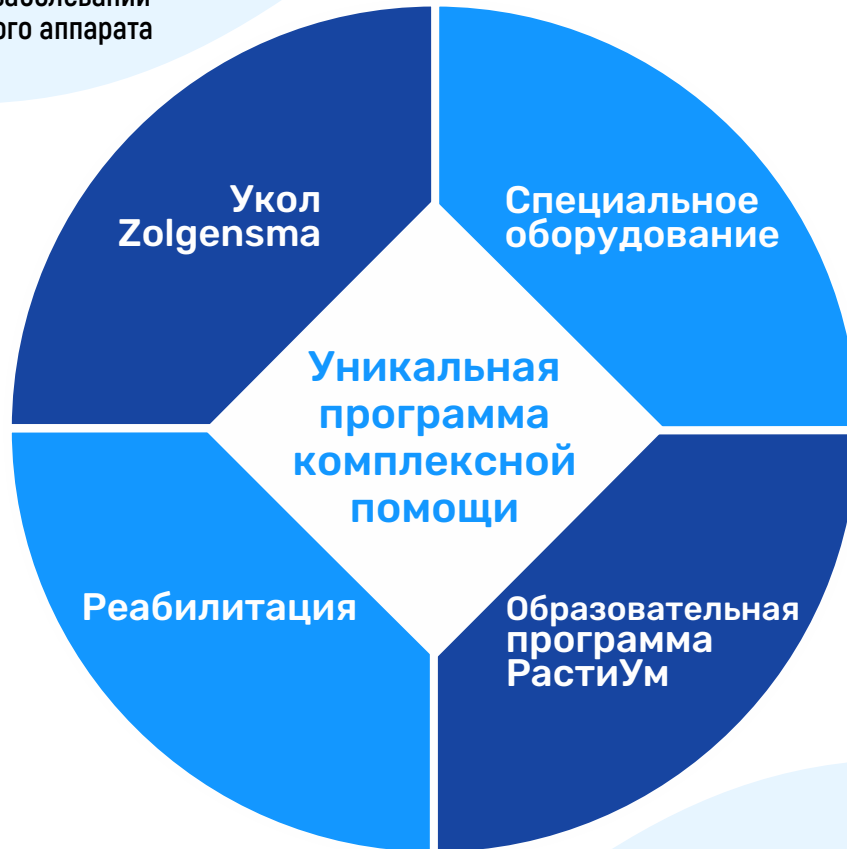 ого аппарата
Укол
Zolgensma
Специальное
оборудование
Уникальная
программа
комплексной
помощи
Реабилитация
Образовательная
программа
РастиУм